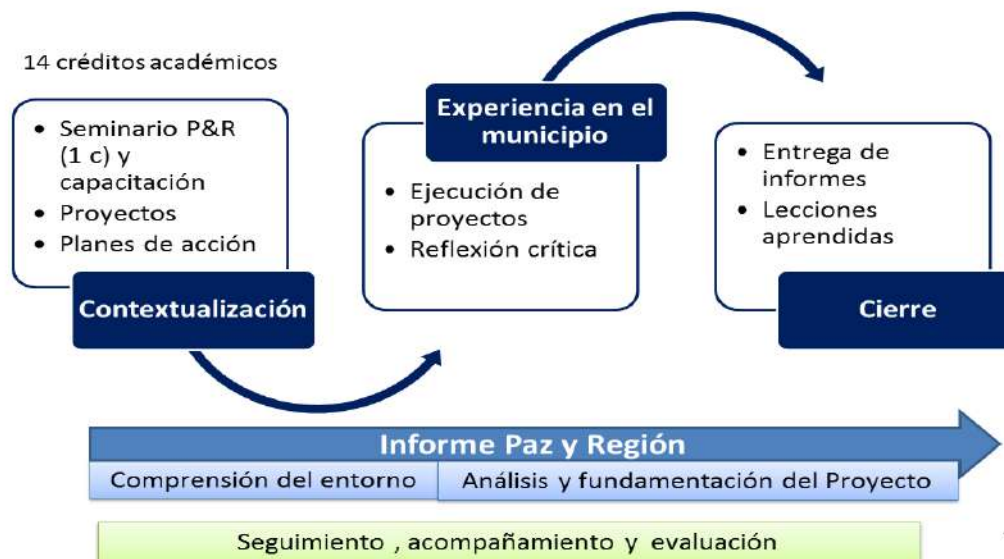 14 créditos académicos
• Seminario P&R
(1 c) y
capacitación
• Proyectos
• Planes de acción
Contextualización
Experiencia en el
municipio
• Ejecución de
proyectos
• Reflexión crítica
• Entrega de
informes
• Lecciones
aprendidas
Cierre
Informe Paz y Región
Comprensión del entorno
Análisis y fundamentación del Proyecto
Seguimiento , acompañamiento y evaluación